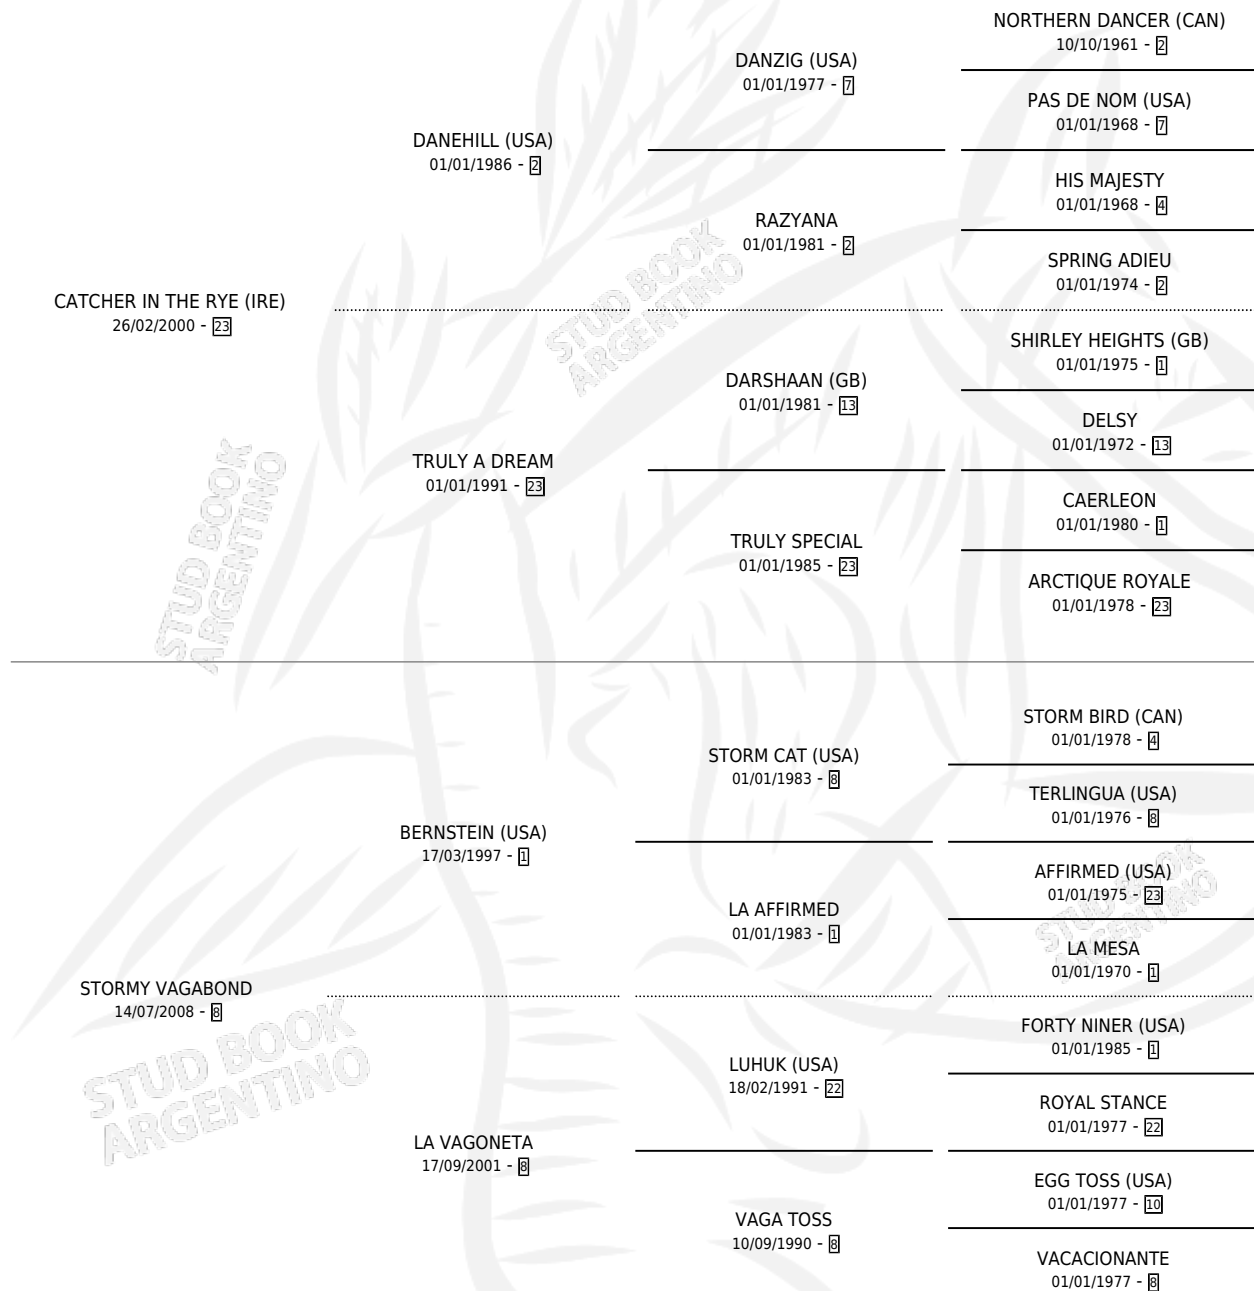 NORTHERN DANCER (CAN)
10/10/1961 - 2
DANZIG (USA)
01/01/1977 - 7
PAS DE NOM (USA)
01/01/1968 - 7
DANEHILL (USA)
01/01/1986 - 2
HIS MAJESTY
01/01/1968 - 4
RAZYANA
01/01/1981 - 2
SPRING ADIEU
01/01/1974 - 2
CATCHER IN THE RYE (IRE)
26/02/2000 - 23
SHIRLEY HEIGHTS (GB)
01/01/1975 - 1
DARSHAAN (GB)
01/01/1981 - 13
DELSY
01/01/1972 - 13
TRULY A DREAM
01/01/1991 - 23
CAERLEON
01/01/1980 - 1
TRULY SPECIAL
01/01/1985 - 23
ARCTIQUE ROYALE
01/01/1978 - 23
STORM BIRD (CAN)
01/01/1978 - 4
STORM CAT (USA)
01/01/1983 - 8
TERLINGUA (USA)
01/01/1976 - 8
BERNSTEIN (USA)
17/03/1997 - 1
AFFIRMED (USA)
01/01/1975 - 23
LA AFFIRMED
01/01/1983 - 1
LA MESA
01/01/1970 - 1
STORMY VAGABOND
14/07/2008 - 8
FORTY NINER (USA)
01/01/1985 - 1
LUHUK (USA)
18/02/1991 - 22
ROYAL STANCE
01/01/1977 - 22
LA VAGONETA
17/09/2001 - 8
EGG TOSS (USA)
01/01/1977 - 10
VAGA TOSS
10/09/1990 - 8
VACACIONANTE
01/01/1977 - 8
STUD BOOK
ARGENTINO
STUD BOOK
ARGENTINO
STUD BOOK
ARGENTINO
STUD BOOK
ARGENTINO